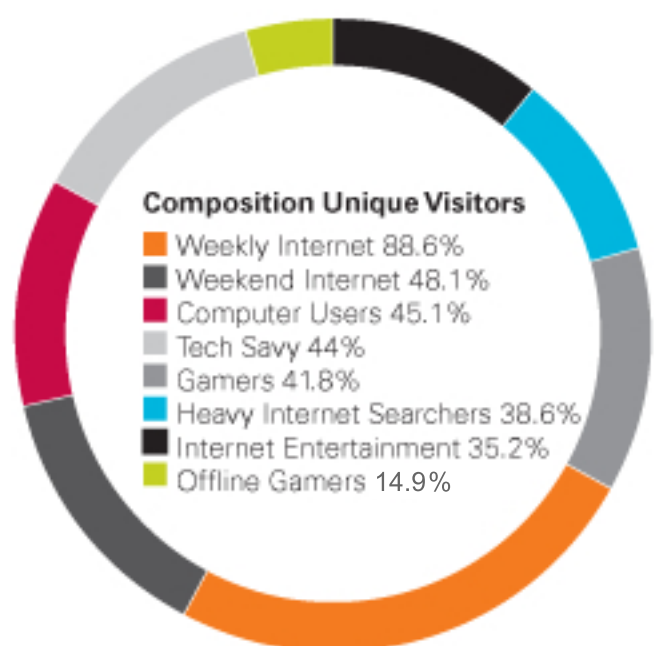 Composition Unique Visitors
Weekly Internet 88.6%
Weekend Internet 48.1%
Computer Users 45.1%
Tech Savy 44%
Gamers 41.8%
Heavy Internet Searchers 38.6%
Internet Entertainment 35.2%
Offline Gamers 14.9%